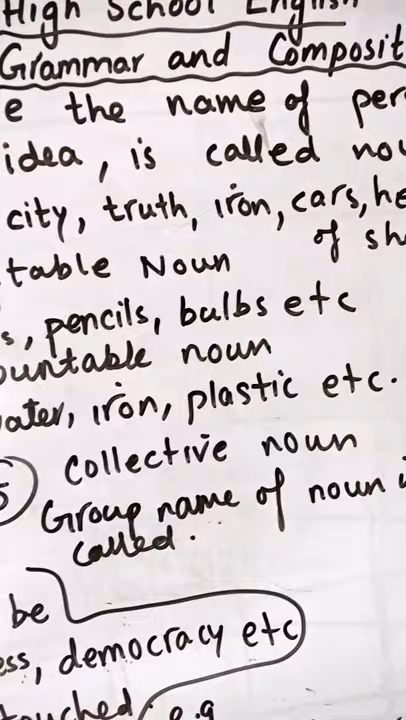 High School English
Grammar and Composit
e the name of per
idea, is called nou
city, truth, iron, cars, he
of sh
table Noun
s, pencils, bulbs etc
ountable noun
ater, iron, plastic etc.
5 Collective noun
Group name of noun i
called.
be
ess, democracy etc
touched. e.g